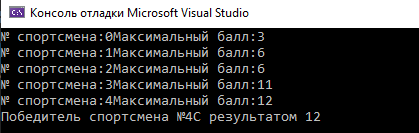 Консоль отладки Microsoft Visual Studio
№ спортсмена:0Максимальный балл:3
№ спортсмена:1Максимальный балл:6
№ спортсмена:2Максимальный балл:6
№ спортсмена:3Максимальный балл:11
№ спортсмена:4Максимальный балл:12
Победитель спортсмена №4С результатом 12